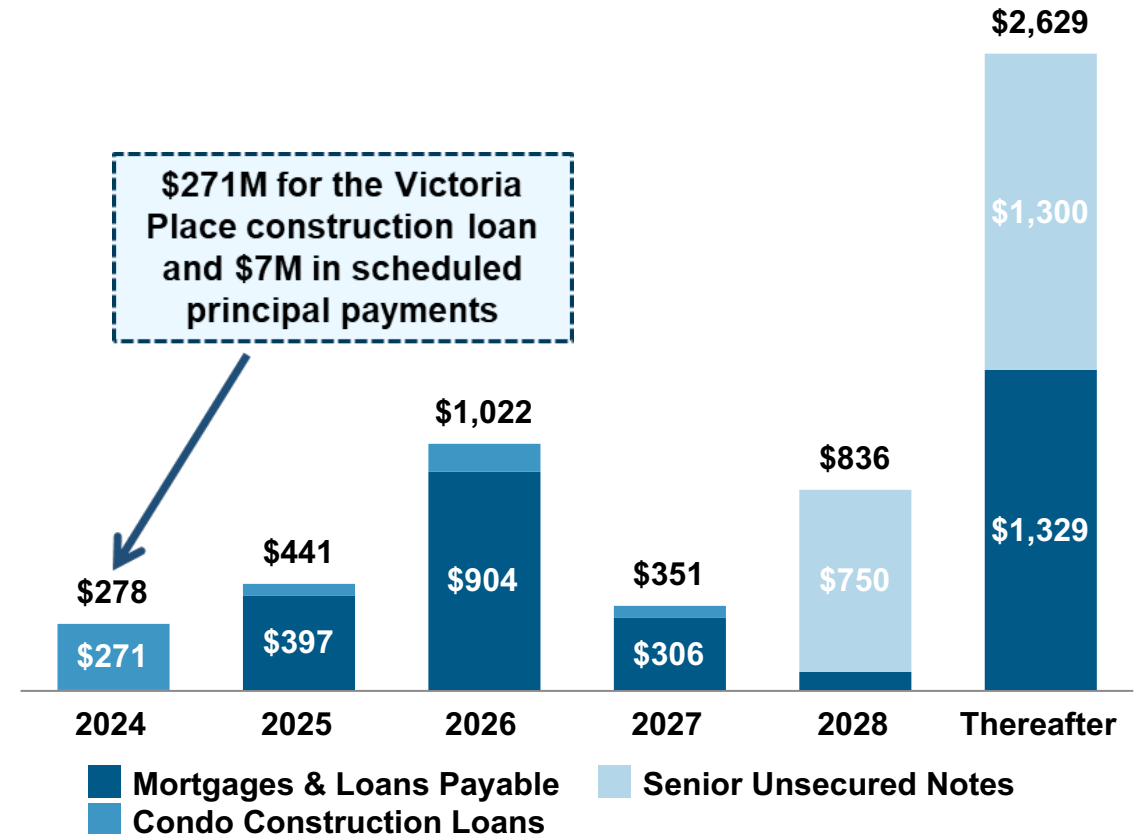 $2,629
$271M for the Victoria
Place construction loan
and $7M in scheduled
principal payments
$1,300
$1,022
$836
$441
$278
$351
$1,329
$904
$750
$271
$397
$306
2024 2025 2026 2027 2028 Thereafter
Mortgages & Loans Payable Senior Unsecured Notes
Condo Construction Loans